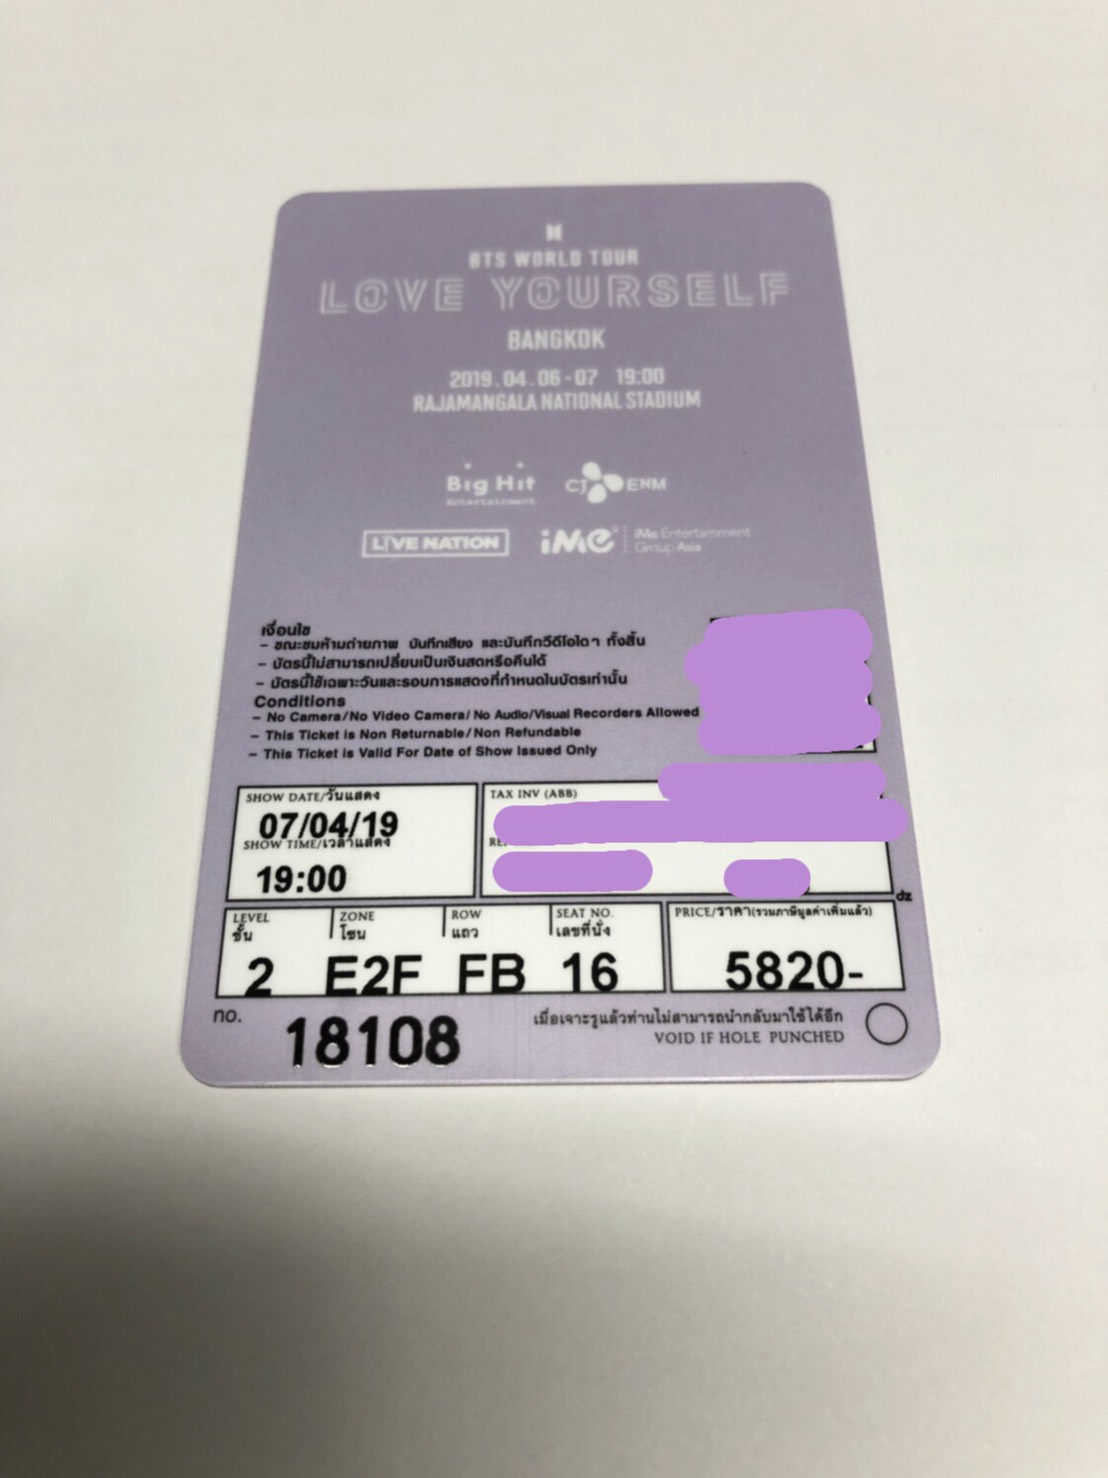 BTS WORLD TOUR
LOVE YOURSELF
BANGKOK
2019.04.06-07 19:00
RAJAMANGALA NATIONAL STADIUM
Big Hit
Entertainment
CJ ENM
LIVE NATION
iMe
iMe Entertainment
Group Asia
เงื่อนไข
- ขณะชมห้ามถ่ายภาพ บันทึกเสียง และบันทึกวีดีโอใดๆ ทั้งสิ้น
- บัตรนี้ไม่สามารถเปลี่ยนเป็นเงินสดหรือคืนได้
- บัตรนี้ใช้เฉพาะวันและรอบการแสดงที่กำหนดในบัตรเท่านั้น
Conditions
- No Camera/No Video Camera/ No Audio/Visual Recorders Allowed
- This Ticket is Non Returnable/Non Refundable
- This Ticket is Valid For Date of Show Issued Only
SHOW DATE/วันแสดง
07/04/19
SHOW TIME/เวลาแสดง
19:00
TAX INV (ABB)
dz
LEVEL ZONE ROW SEAT NO. PRICE/ราคา(รวมภาษีมูลค่าเพิ่มแล้ว)
ชั้น โซน แถว เลขที่นั่ง
2 E2F FB 16 5820-
no. 18108
เมื่อเจาะรูแล้วท่านไม่สามารถนำกลับมาใช้ได้อีก
VOID IF HOLE PUNCHED